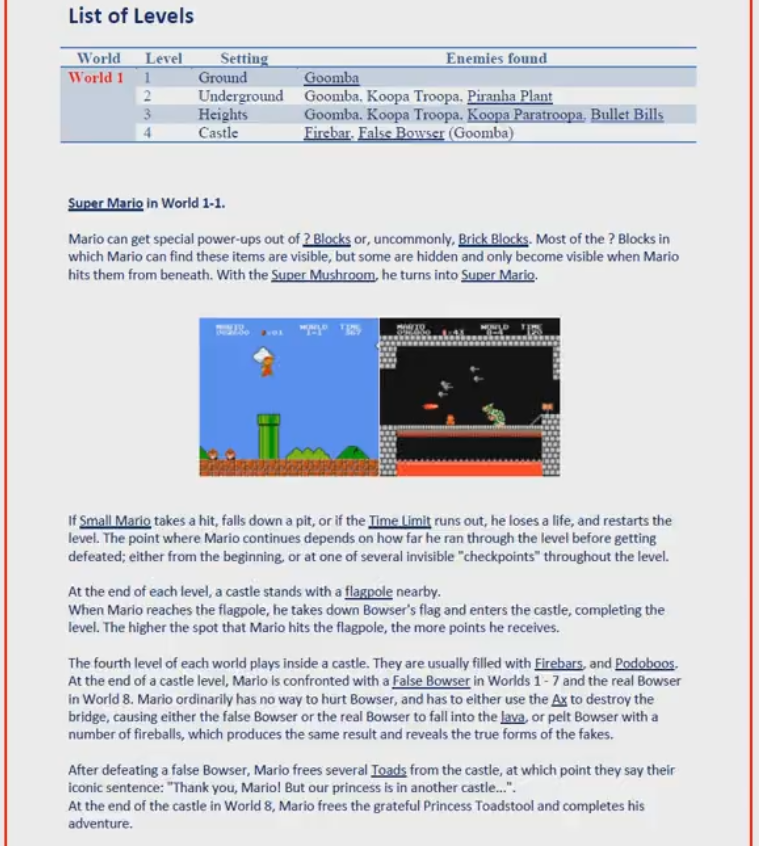 List of Levels
World Level Setting Enemies found
World 1 1 Ground Goomba
2 Underground Goomba, Koopa Troopa, Piranha Plant
3 Heights Goomba, Koopa Troopa, Koopa Paratroopa, Bullet Bills
4 Castle Firebar, False Bowser (Goomba)
Super Mario in World 1-1.
Mario can get special power-ups out of ? Blocks or, uncommonly, Brick Blocks. Most of the ? Blocks in
which Mario can find these items are visible, but some are hidden and only become visible when Mario
hits them from beneath. With the Super Mushroom, he turns into Super Mario.
MARIO WORLD TIME
1-1 367
MARIO WORLD TIME
8-4 120
If Small Mario takes a hit, falls down a pit, or if the Time Limit runs out, he loses a life, and restarts the
level. The point where Mario continues depends on how far he ran through the level before getting
defeated; either from the beginning, or at one of several invisible "checkpoints" throughout the level.
At the end of each level, a castle stands with a flagpole nearby.
When Mario reaches the flagpole, he takes down Bowser's flag and enters the castle, completing the
level. The higher the spot that Mario hits the flagpole, the more points he receives.
The fourth level of each world plays inside a castle. They are usually filled with Firebars, and Podoboos.
At the end of a castle level, Mario is confronted with a False Bowser in Worlds 1 - 7 and the real Bowser
in World 8. Mario ordinarily has no way to hurt Bowser, and has to either use the Ax to destroy the
bridge, causing either the false Bowser or the real Bowser to fall into the lava, or pelt Bowser with a
number of fireballs, which produces the same result and reveals the true forms of the fakes.
After defeating a false Bowser, Mario frees several Toads from the castle, at which point they say their
iconic sentence: "Thank you, Mario! But our princess is in another castle...".
At the end of the castle in World 8, Mario frees the grateful Princess Toadstool and completes his
adventure.